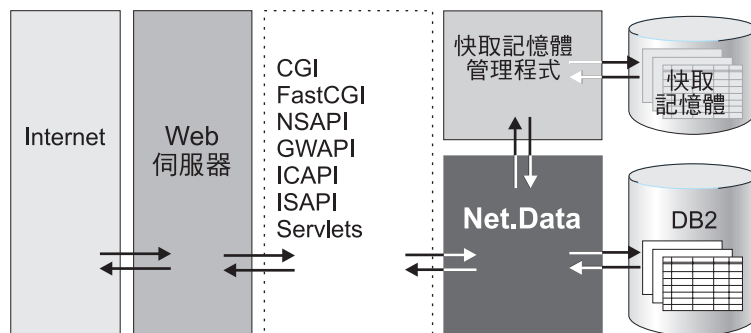 Internet
Web
伺服器
CGI
FastCGI
NSAPI
GWAPI
ICAPI
ISAPI
Servlets
快取記憶體
管理程式
快取
記憶體
Net.Data
DB2